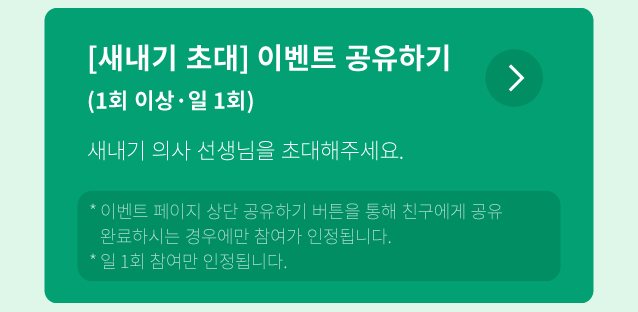 [새내기 초대] 이벤트 공유하기
(1회 이상·일 1회)
새내기 의사 선생님을 초대해주세요.
* 이벤트 페이지 상단 공유하기 버튼을 통해 친구에게 공유
완료하시는 경우에만 참여가 인정됩니다.
* 일 1회 참여만 인정됩니다.